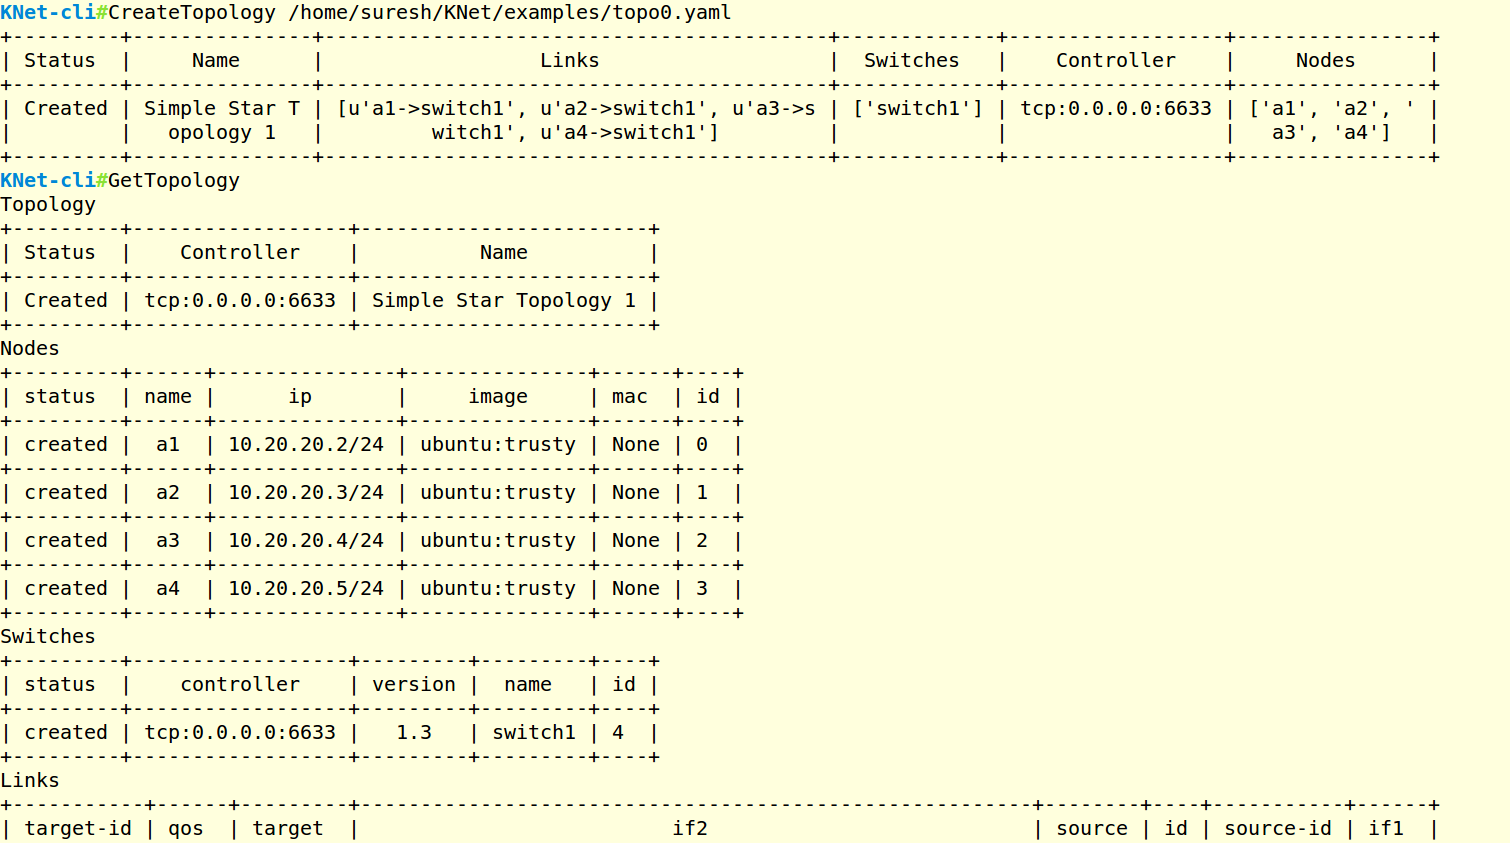 KNet-cli#CreateTopology /home/suresh/KNet/examples/topo0.yaml
+---------+---------------+------------------------------------------+-------------+------------------+----------------+
| Status  |     Name      |                  Links                   |  Switches   |    Controller    |     Nodes      |
+---------+---------------+------------------------------------------+-------------+------------------+----------------+
| Created | Simple Star T | [u'a1->switch1', u'a2->switch1', u'a3->s | ['switch1'] | tcp:0.0.0.0:6633 | ['a1', 'a2', ' |
|         |   opology 1   |         witch1', u'a4->switch1']         |             |                  |   a3', 'a4']   |
+---------+---------------+------------------------------------------+-------------+------------------+----------------+
KNet-cli#GetTopology
Topology
+---------+------------------+------------------------+
| Status  |    Controller    |          Name          |
+---------+------------------+------------------------+
| Created | tcp:0.0.0.0:6633 | Simple Star Topology 1 |
+---------+------------------+------------------------+
Nodes
+---------+------+---------------+---------------+------+----+
| status  | name |      ip       |     image     | mac  | id |
+---------+------+---------------+---------------+------+----+
| created |  a1  | 10.20.20.2/24 | ubuntu:trusty | None | 0  |
+---------+------+---------------+---------------+------+----+
| created |  a2  | 10.20.20.3/24 | ubuntu:trusty | None | 1  |
+---------+------+---------------+---------------+------+----+
| created |  a3  | 10.20.20.4/24 | ubuntu:trusty | None | 2  |
+---------+------+---------------+---------------+------+----+
| created |  a4  | 10.20.20.5/24 | ubuntu:trusty | None | 3  |
+---------+------+---------------+---------------+------+----+
Switches
+---------+------------------+---------+---------+----+
| status  |    controller    | version |  name   | id |
+---------+------------------+---------+---------+----+
| created | tcp:0.0.0.0:6633 |   1.3   | switch1 | 4  |
+---------+------------------+---------+---------+----+
Links
+-----------+------+---------+--------------------------------------------------------+--------+----+-----------+------+
| target-id | qos  | target  |                          if2                           | source | id | source-id | if1  |